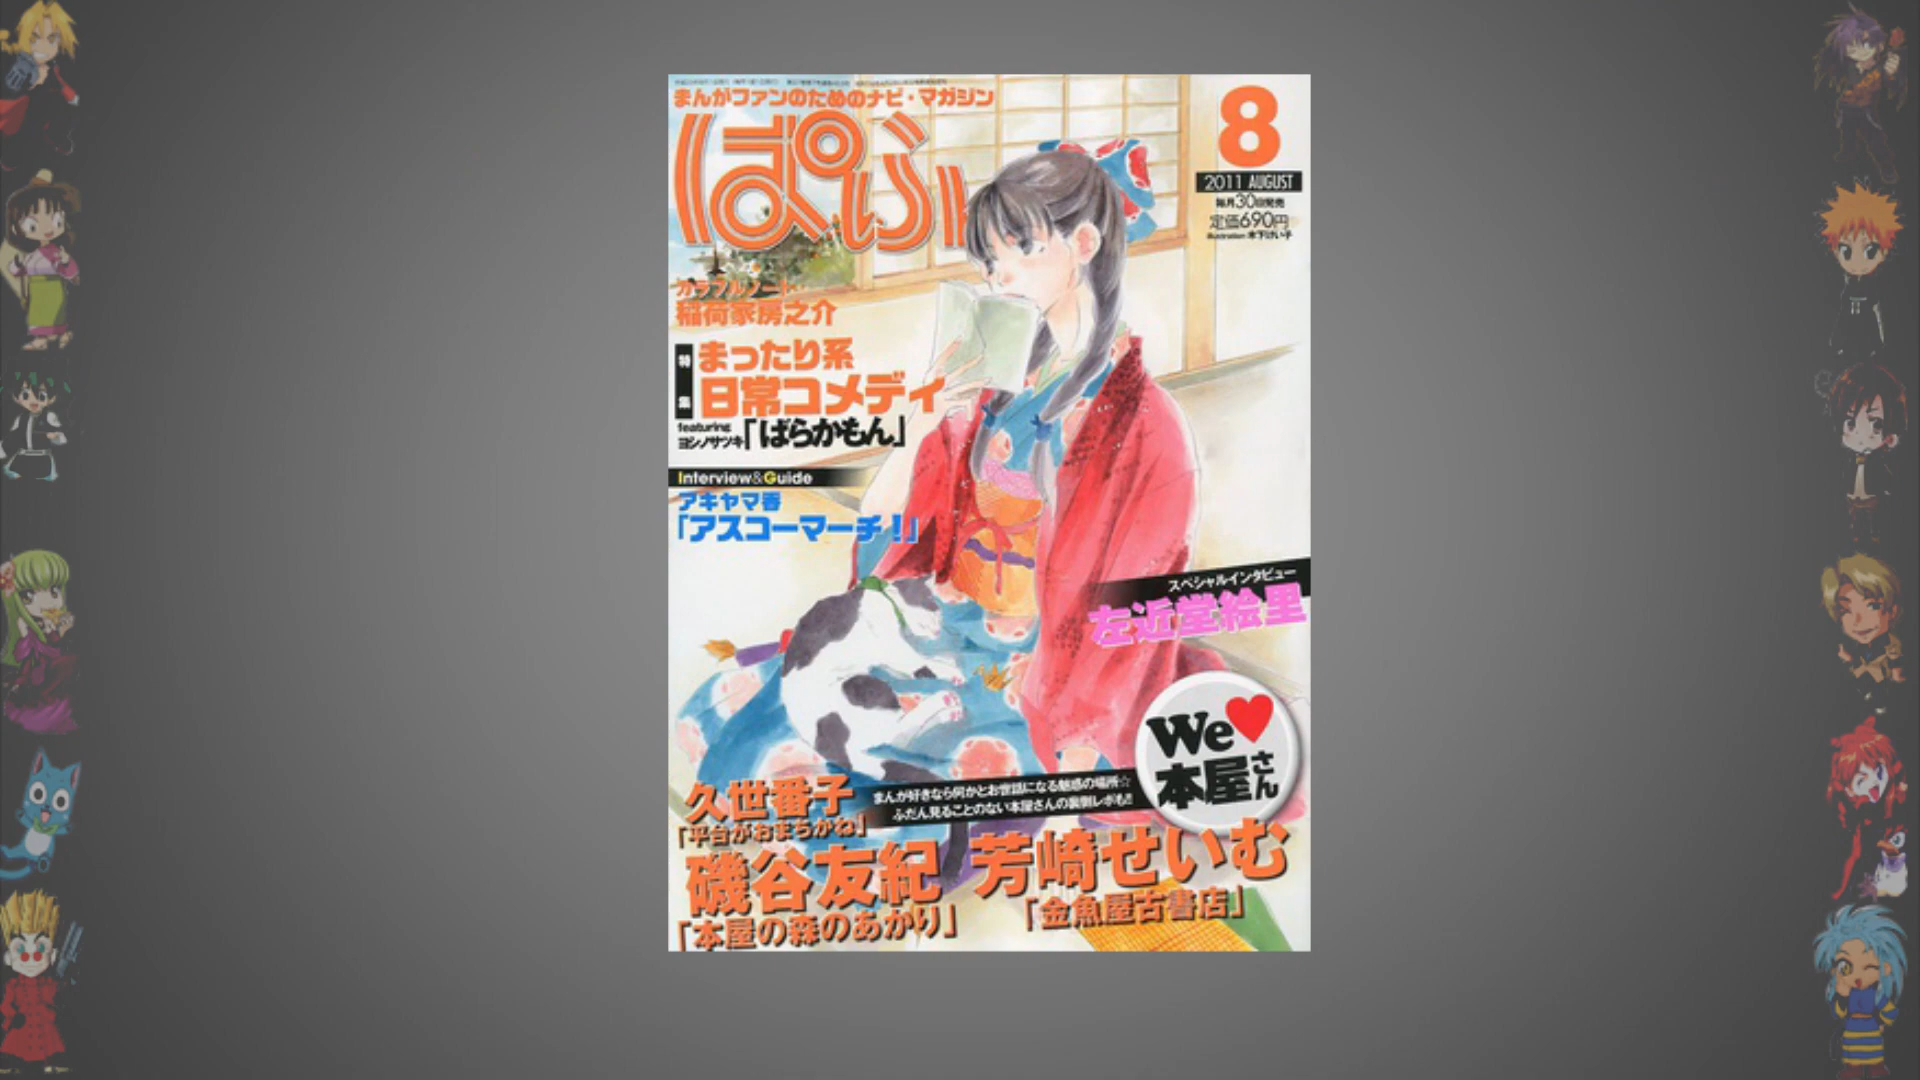 まんがファンのためのナビ・マガジン
ぱふ
8
2011 AUGUST
毎月30日発売
定価690円
illustration 木下けい子
カラフルノート
稲荷家房之介
特集
まったり系
日常コメディ
featuring
ヨシノサツキ「ばらかもん」
Interview&Guide
アキヤマ香
「アスコーマーチ!」
スペシャルインタビュー
左近堂絵里
We♥
本屋さん
まんが好きなら何かとお世話になる魅惑の場所☆
ふだん見ることのない本屋さんの裏側レポも!!
久世番子
「平台がおまちかね」
磯谷友紀
「本屋の森のあかり」
芳崎せいむ
「金魚屋古書店」